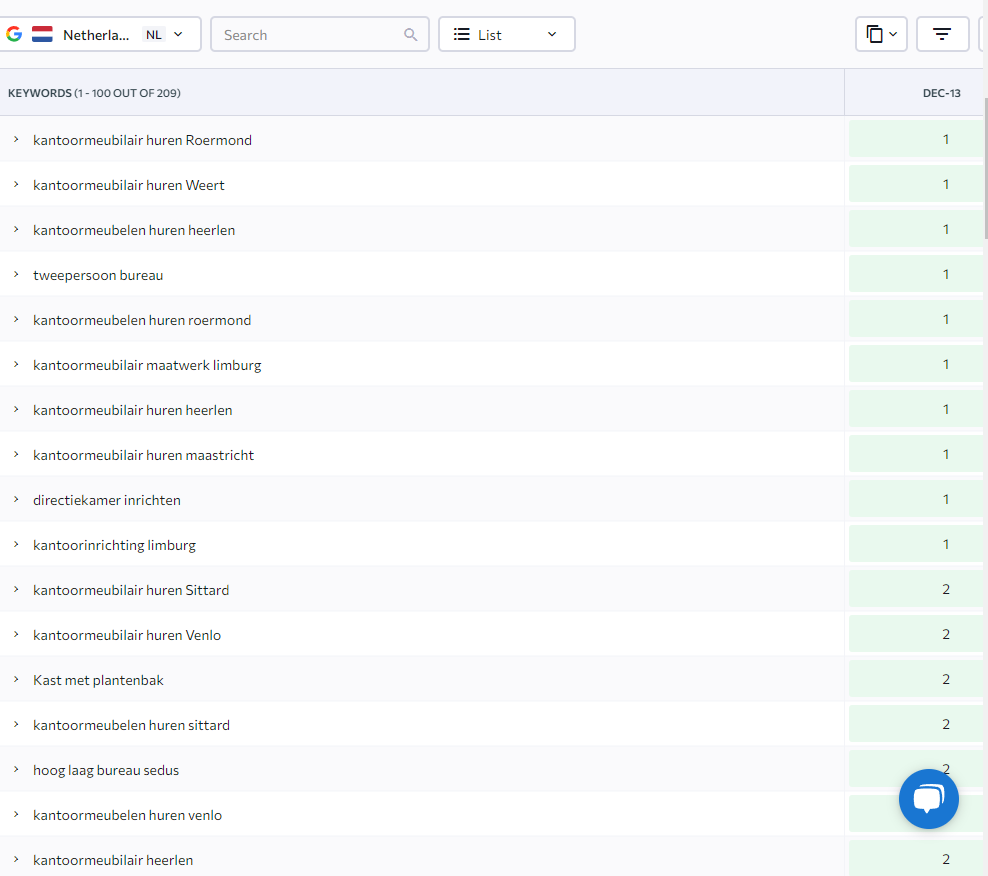 Netherla... NL
Search
List
KEYWORDS (1 - 100 OUT OF 209) DEC-13
kantoormeubilair huren Roermond 1
kantoormeubilair huren Weert 1
kantoormeubelen huren heerlen 1
tweepersoon bureau 1
kantoormeubelen huren roermond 1
kantoormeubilair maatwerk limburg 1
kantoormeubilair huren heerlen 1
kantoormeubilair huren maastricht 1
directiekamer inrichten 1
kantoorinrichting limburg 1
kantoormeubilair huren Sittard 2
kantoormeubilair huren Venlo 2
Kast met plantenbak 2
kantoormeubelen huren sittard 2
hoog laag bureau sedus 2
kantoormeubelen huren venlo
kantoormeubilair heerlen 2